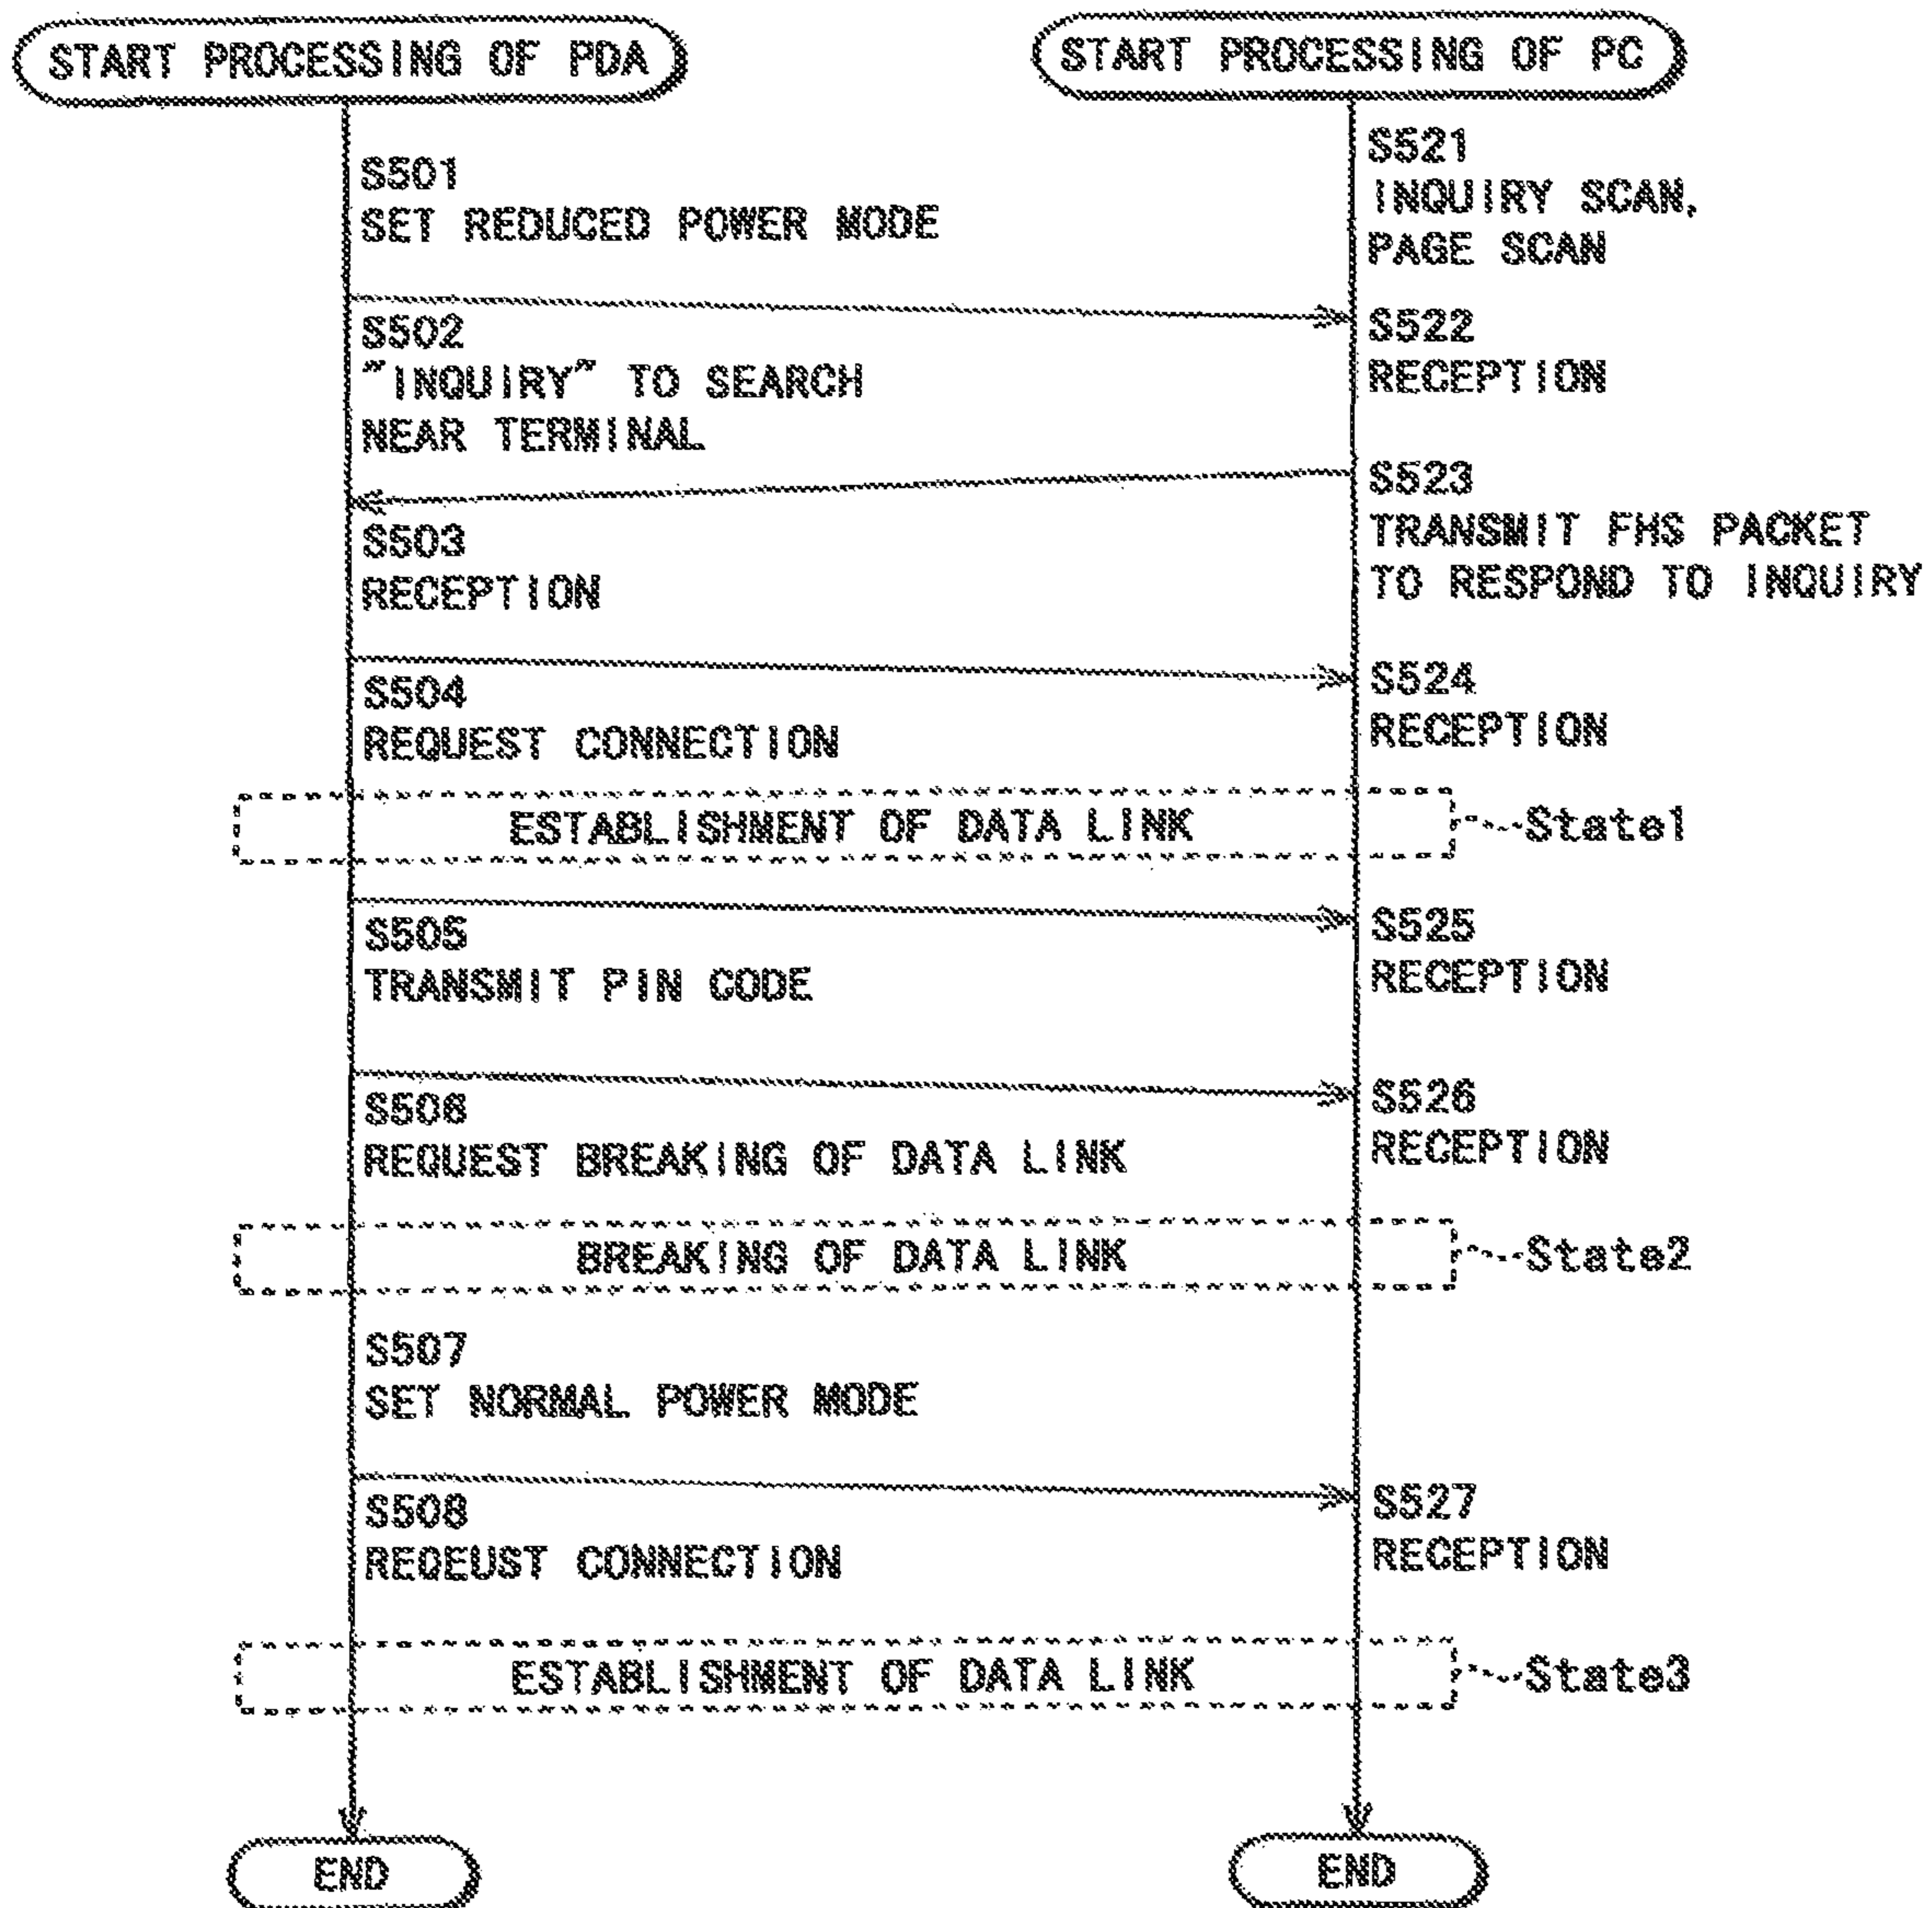 START PROCESSING OF PDA
START PROCESSING OF PC
S521
INQUIRY SCAN,
PAGE SCAN
S501
SET REDUCED POWER MODE
S502
"INQUIRY" TO SEARCH
NEAR TERMINAL
S522
RECEPTION
S523
TRANSMIT FHS PACKET
TO RESPOND TO INQUIRY
S503
RECEPTION
S504
REQUEST CONNECTION
S524
RECEPTION
ESTABLISHMENT OF DATA LINK
State1
S505
TRANSMIT PIN CODE
S525
RECEPTION
S506
REQUEST BREAKING OF DATA LINK
S526
RECEPTION
BREAKING OF DATA LINK
State2
S507
SET NORMAL POWER MODE
S508
REQEUST CONNECTION
S527
RECEPTION
ESTABLISHMENT OF DATA LINK
State3
END
END